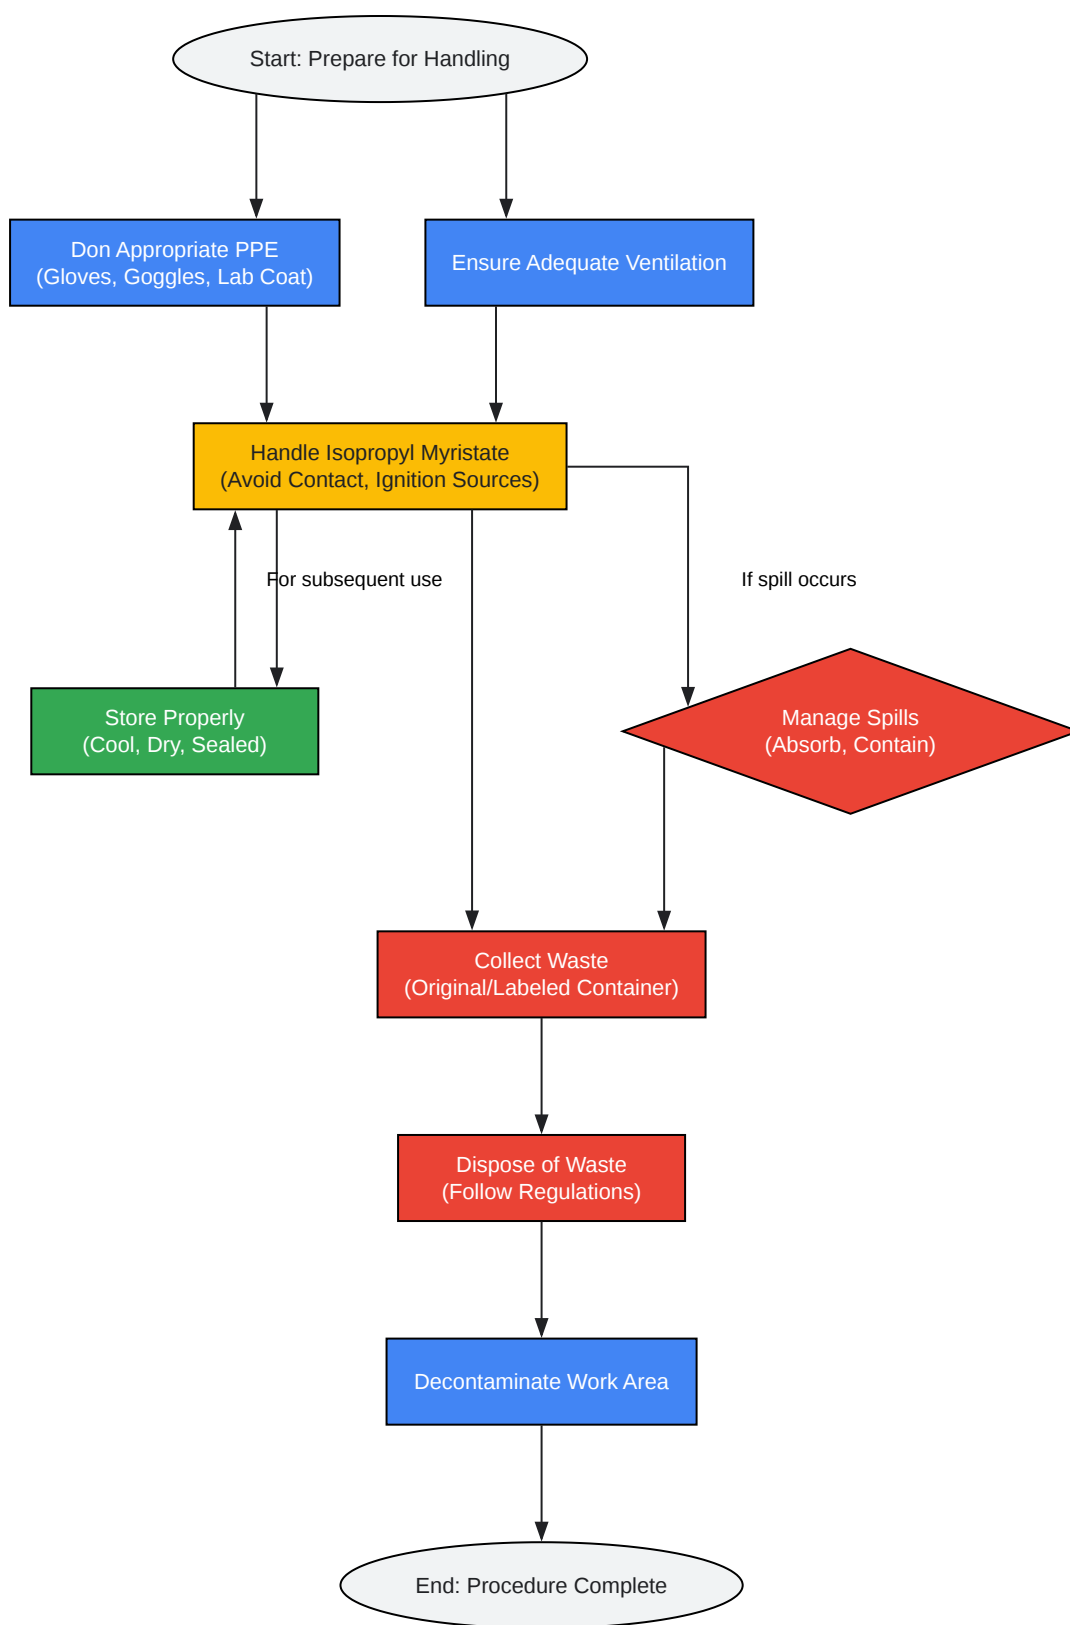 Start: Prepare for Handling
Don Appropriate PPE
(Gloves, Goggles, Lab Coat)
Ensure Adequate Ventilation
Handle Isopropyl Myristate
(Avoid Contact, Ignition Sources)
For subsequent use
If spill occurs
Store Properly
(Cool, Dry, Sealed)
Manage Spills
(Absorb, Contain)
Collect Waste
(Original/Labeled Container)
Dispose of Waste
(Follow Regulations)
Decontaminate Work Area
End: Procedure Complete